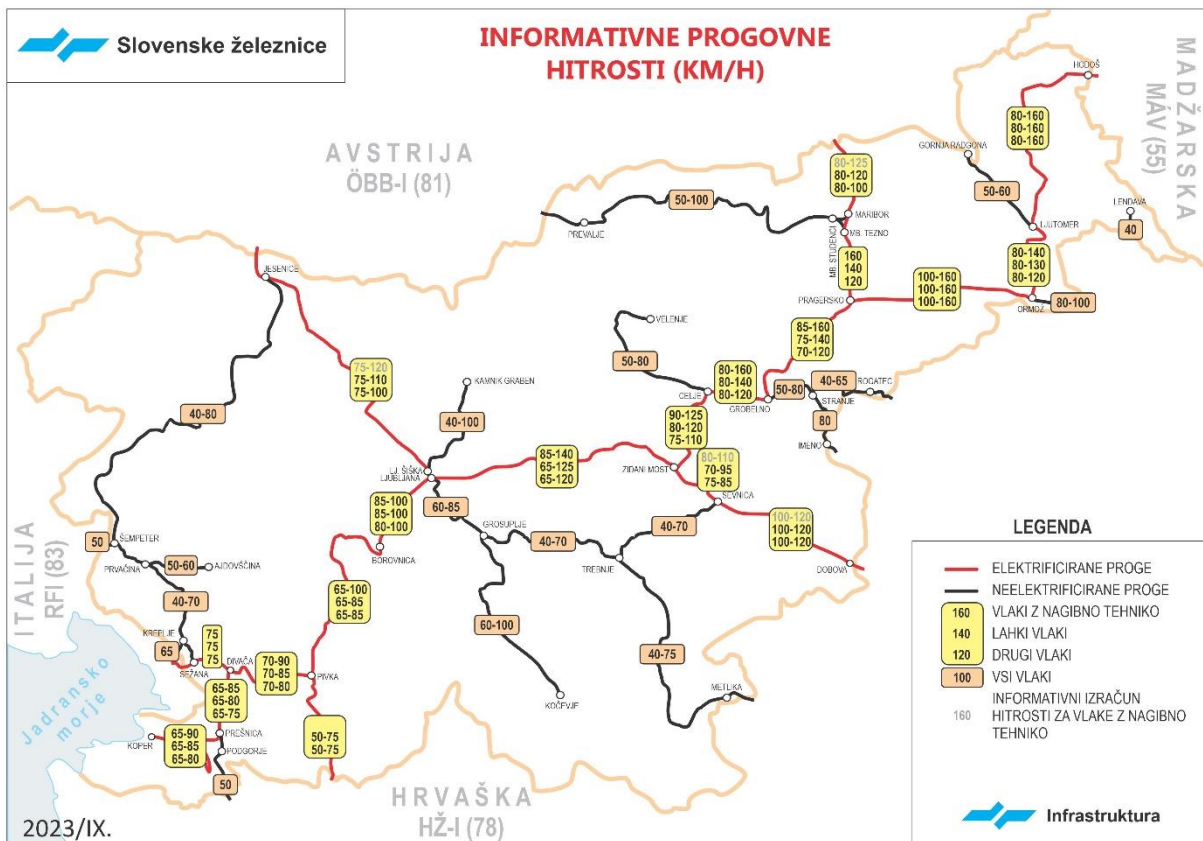 Slovenske železnice
INFORMATIVNE PROGOVNE
HITROSTI (KM/H)
MADŽARSKA
MÁV (55)
AVSTRIJA
ÖBB-I (81)
ITALIJA
RFI (83)
HRVAŠKA
HŽ-I (78)
Jadransko
morje
HODOŠ
80-160
80-160
80-160
GORNJA RADGONA
50-60
LJUTOMER
LENDAVA
40
80-140
80-130
80-120
ORMOŽ
80-100
80-125
80-120
80-100
50-100
PREVALJE
MARIBOR
MB. STUDENCI
MB. TEZNO
160
140
120
PRAGERSKO
100-160
100-160
100-160
85-160
75-140
70-120
JESENICE
75-120
75-110
75-100
40-80
VELENJE
50-80
CELJE
80-160
80-140
80-120
GROBELNO
50-80
40-65
ROGATEC
STRANJE
80
IMENO
KAMNIK GRABEN
40-100
90-125
80-120
75-110
LJ. ŠIŠKA
LJUBLJANA
85-140
65-125
65-120
ZIDANI MOST
80-110
70-95
75-85
SEVNICA
100-120
100-120
100-120
DOBOVA
85-100
85-100
80-100
BOROVNICA
60-85
GROSUPLJE
40-70
40-70
TREBNJE
50
ŠEMPETER
PRVAČINA
50-60
AJDOVŠČINA
40-70
65-100
65-85
65-85
60-100
KOČEVJE
40-75
METLIKA
KREPLJE
65
SEŽANA
75
75
75
DIVAČA
70-90
70-85
70-80
PIVKA
65-85
65-80
65-75
50-75
50-75
KOPER
65-90
65-85
65-80
PREŠNICA
PODGORJE
50
LEGENDA
ELEKTRIFICIRANE PROGE
NEELEKTRIFICIRANE PROGE
160 VLAKI Z NAGIBNO TEHNIKO
140 LAHKI VLAKI
120 DRUGI VLAKI
100 VSI VLAKI
INFORMATIVNI IZRAČUN
160 HITROSTI ZA VLAKE Z NAGIBNO
TEHNIKO
Infrastruktura
2023/IX.